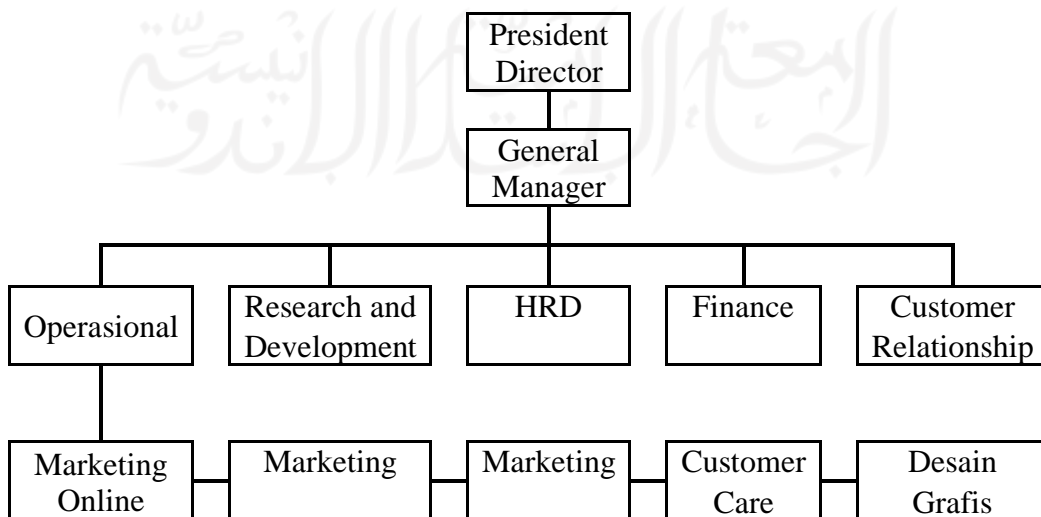 President
Director
General
Manager
Operasional
Research and
Development
HRD
Finance
Customer
Relationship
Marketing
Online
Marketing
Marketing
Customer
Care
Desain
Grafis